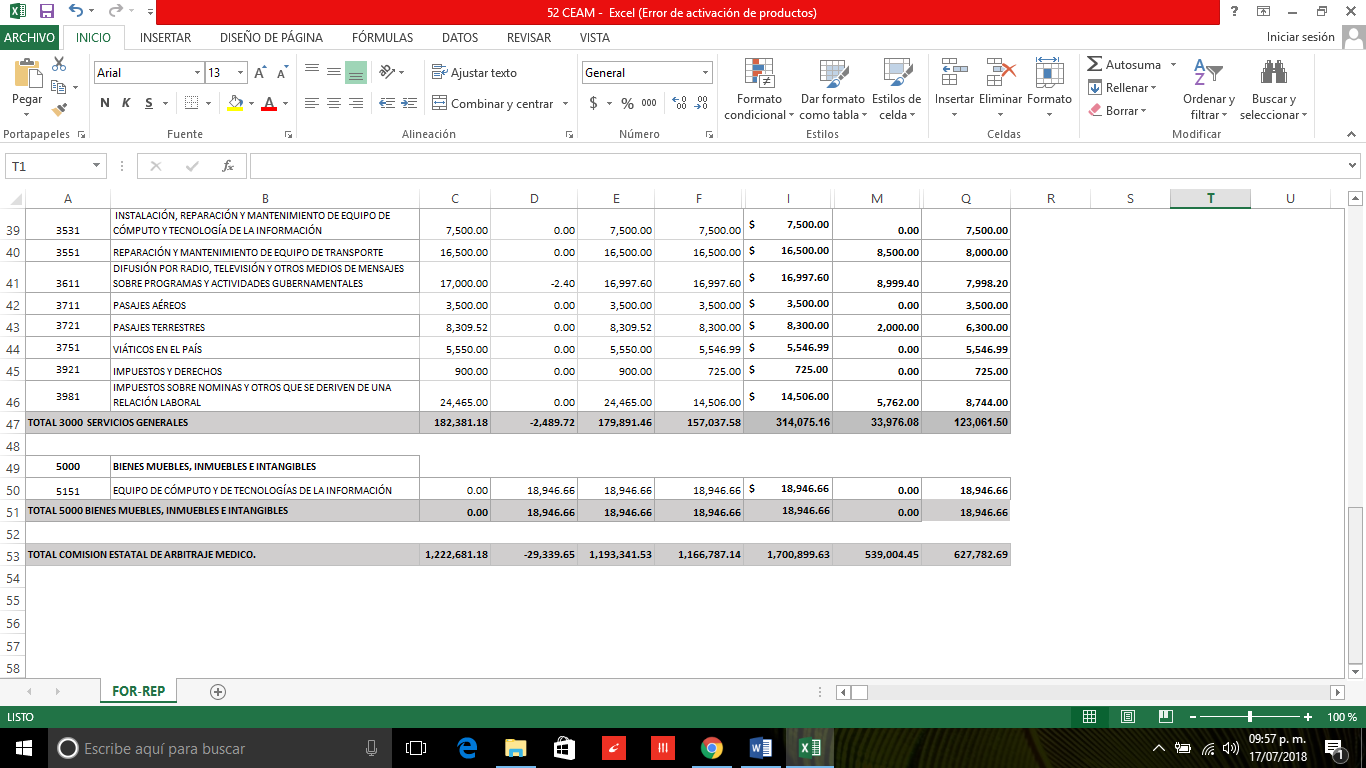 52 CEAM - Excel (Error de activación de productos)
?
ARCHIVO INICIO INSERTAR DISEÑO DE PÁGINA FÓRMULAS DATOS REVISAR VISTA Iniciar sesión
Pegar
Arial 13 A A
N K S A
Ajustar texto
Combinar y centrar
General
$ % 000
Formato condicional
Dar formato como tabla
Estilos de celda
Insertar Eliminar Formato
Autosuma
Rellenar
Borrar
Ordenar y filtrar
Buscar y seleccionar
Portapapeles Fuente Alineación Número Estilos Celdas Modificar
T1 fx
A B C D E F I M Q R S T U
INSTALACIÓN, REPARACIÓN Y MANTENIMIENTO DE EQUIPO DE
39 3531 CÓMPUTO Y TECNOLOGÍA DE LA INFORMACIÓN 7,500.00 0.00 7,500.00 7,500.00 $ 7,500.00 0.00 7,500.00
40 3551 REPARACIÓN Y MANTENIMIENTO DE EQUIPO DE TRANSPORTE 16,500.00 0.00 16,500.00 16,500.00 $ 16,500.00 8,500.00 8,000.00
DIFUSIÓN POR RADIO, TELEVISIÓN Y OTROS MEDIOS DE MENSAJES
41 3611 SOBRE PROGRAMAS Y ACTIVIDADES GUBERNAMENTALES 17,000.00 -2.40 16,997.60 16,997.60 $ 16,997.60 8,999.40 7,998.20
42 3711 PASAJES AÉREOS 3,500.00 0.00 3,500.00 3,500.00 $ 3,500.00 0.00 3,500.00
43 3721 PASAJES TERRESTRES 8,309.52 0.00 8,309.52 8,300.00 $ 8,300.00 2,000.00 6,300.00
44 3751 VIÁTICOS EN EL PAÍS 5,550.00 0.00 5,550.00 5,546.99 $ 5,546.99 0.00 5,546.99
45 3921 IMPUESTOS Y DERECHOS 900.00 0.00 900.00 725.00 $ 725.00 0.00 725.00
IMPUESTOS SOBRE NOMINAS Y OTROS QUE SE DERIVEN DE UNA
46 3981 RELACIÓN LABORAL 24,465.00 0.00 24,465.00 14,506.00 $ 14,506.00 5,762.00 8,744.00
47 TOTAL 3000 SERVICIOS GENERALES 182,381.18 -2,489.72 179,891.46 157,037.58 314,075.16 33,976.08 123,061.50
48
49 5000 BIENES MUEBLES, INMUEBLES E INTANGIBLES
50 5151 EQUIPO DE CÓMPUTO Y DE TECNOLOGÍAS DE LA INFORMACIÓN 0.00 18,946.66 18,946.66 18,946.66 $ 18,946.66 0.00 18,946.66
51 TOTAL 5000 BIENES MUEBLES, INMUEBLES E INTANGIBLES 0.00 18,946.66 18,946.66 18,946.66 18,946.66 0.00 18,946.66
52
53 TOTAL COMISION ESTATAL DE ARBITRAJE MEDICO. 1,222,681.18 -29,339.65 1,193,341.53 1,166,787.14 1,700,899.63 539,004.45 627,782.69
54
55
56
57
58
FOR-REP
LISTO 100 %
Escribe aquí para buscar
09:57 p. m.
17/07/2018
1